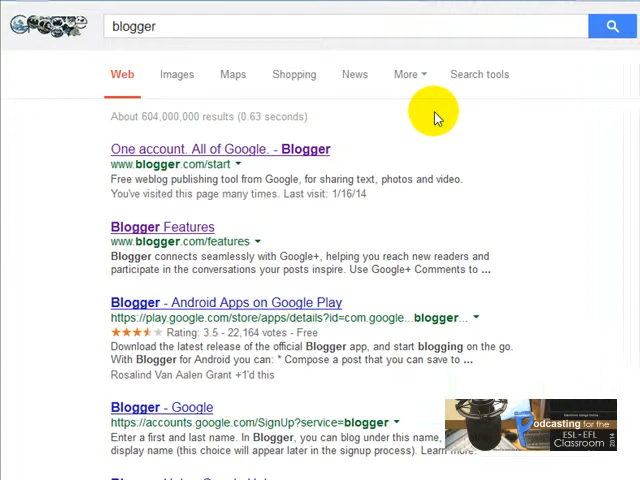 blogger
Web Images Maps Shopping News More Search tools
About 604,000,000 results (0.63 seconds)
One account. All of Google. - Blogger
www.blogger.com/start
Free weblog publishing tool from Google, for sharing text, photos and video.
You've visited this page many times. Last visit: 1/16/14
Blogger Features
www.blogger.com/features
Blogger connects seamlessly with Google+, helping you reach new readers and
participate in the conversations your posts inspire. Use Google+ Comments to ...
Blogger - Android Apps on Google Play
https://play.google.com/store/apps/details?id=com.google...blogger...
Rating: 3.5 - 22,164 votes - Free
Download the latest release of the official Blogger app, and start blogging on the go.
With Blogger for Android you can: * Compose a post that you can save to ...
Rosalind Van Aalen Grant +1'd this
Blogger - Google
https://accounts.google.com/SignUp?service=blogger
Enter a first and last name. In Blogger, you can blog under this name,
display name (this choice will appear later in the signup process). Learn more.
Podcasting for the
ESL-EFL
Classroom
2014